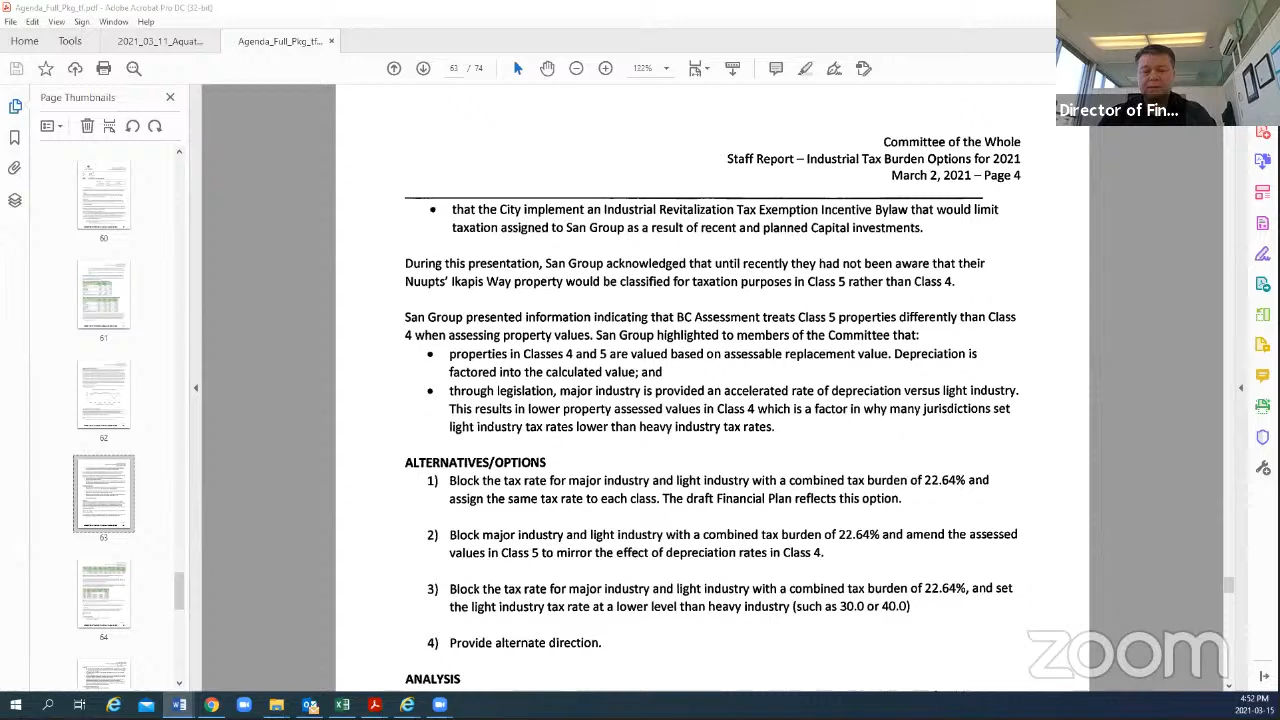 Agenda_Full_Pkg_tf.pdf - Adobe Acrobat Pro DC (32-bit)
File Edit View Sign Window Help
Home Tools 2021_03_11_Aquat... Agenda_Full_Pkg_tf... ×
122%
Page Thumbnails ×
60
61
62
63
64
Director of Fin...
Committee of the Whole
Staff Report – Industrial Tax Burden Options for 2021
March 2, 2021 – Page 4
• that the City implement an Industrial Revitalization Tax Exemption Incentive Bylaw that would limit
taxation assigned to San Group as a result of recent and planned Capital investments.
During this presentation, San Group acknowledged that until recently they had not been aware that their
Nuupts' Ikapis Way property would be classified for taxation purposes in Class 5 rather than Class 4.
San Group presented information indicating that BC Assessment treats Class 5 properties differently than Class
4 when assessing property values. San Group highlighted to members of the Committee that:
• properties in Classes 4 and 5 are valued based on assessable replacement value. Depreciation is
factored into the calculated value; and
• through legislation, major industry is provided an accelerated rate of depreciation versus light industry.
This results in lower property assessed values in Class 4 which is a factor in why many jurisdictions set
light industry tax rates lower than heavy industry tax rates.
ALTERNATIVES/OPTIONS
1) Block the tax rate for major industry and light industry with a combined tax burden of 22.64% and
assign the same tax rate to each class. The Draft Financial Plan reflects this option.
2) Block major industry and light industry with a combined tax burden of 22.64% and amend the assessed
values in Class 5 to mirror the effect of depreciation rates in Class 4.
3) Block the tax rate for major industry and light industry with a combined tax burden of 22.64%, and set
the light industry tax rate at a lower level than heavy industry (such as 30.0 or 40.0)
4) Provide alternate direction.
ANALYSIS
zoom
4:52 PM
2021-03-15